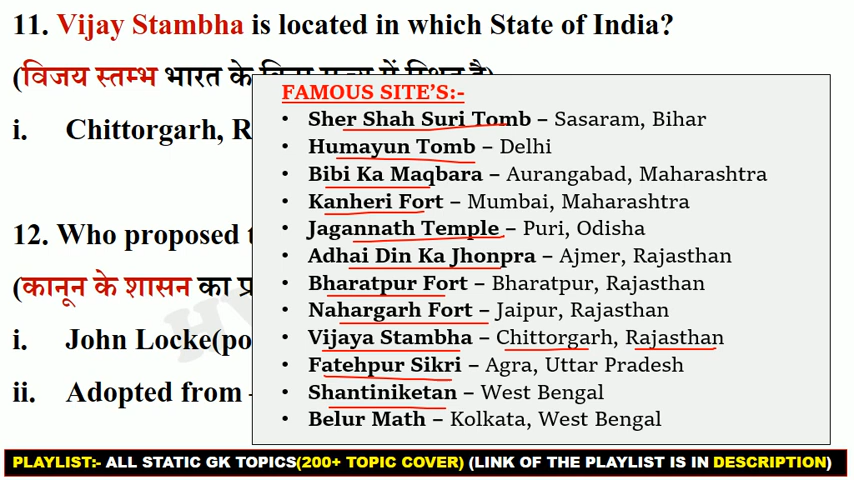 11. Vijay Stambha is located in which State of India?
(विजय स्तम्भ भारत के
i. Chittorgarh, R
12. Who proposed t
(कानून के शासन का प्र
i. John Locke(po
ii. Adopted from -
FAMOUS SITE'S:-
• Sher Shah Suri Tomb – Sasaram, Bihar
• Humayun Tomb – Delhi
• Bibi Ka Maqbara – Aurangabad, Maharashtra
• Kanheri Fort – Mumbai, Maharashtra
• Jagannath Temple – Puri, Odisha
• Adhai Din Ka Jhonpra – Ajmer, Rajasthan
• Bharatpur Fort – Bharatpur, Rajasthan
• Nahargarh Fort – Jaipur, Rajasthan
• Vijaya Stambha – Chittorgarh, Rajasthan
• Fatehpur Sikri – Agra, Uttar Pradesh
• Shantiniketan – West Bengal
• Belur Math – Kolkata, West Bengal
PLAYLIST:- ALL STATIC GK TOPICS(200+ TOPIC COVER) (LINK OF THE PLAYLIST IS IN DESCRIPTION)